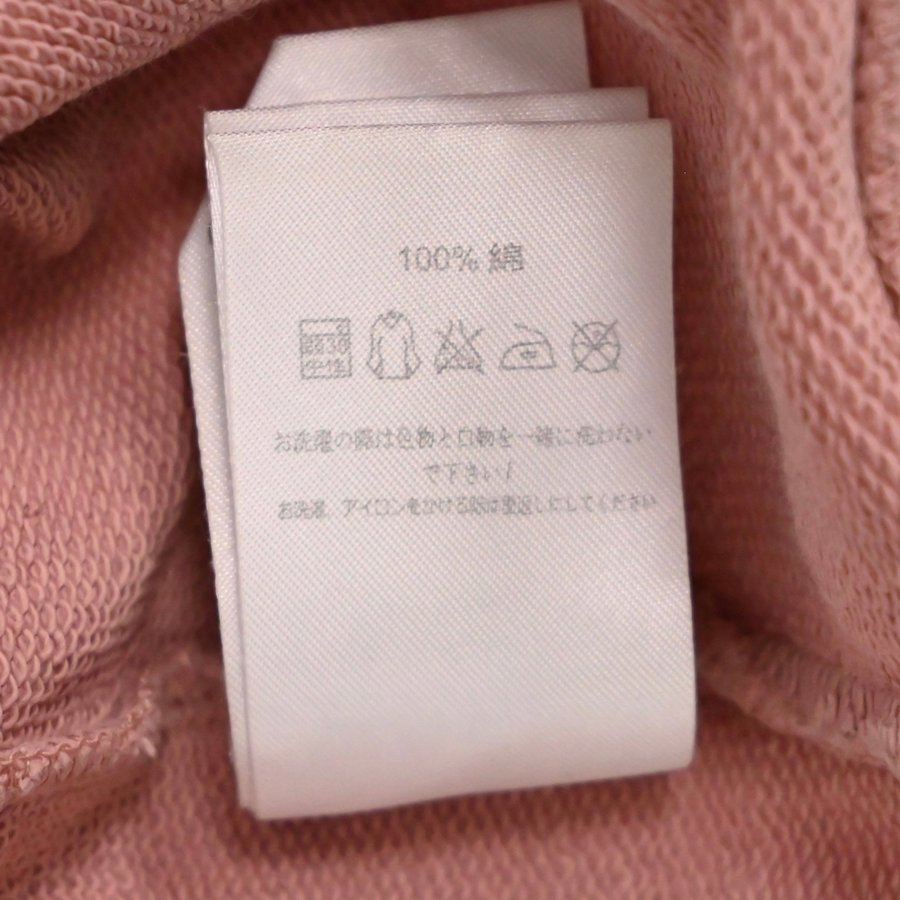 100% 綿
お洗濯の際は色物と白物を一緒に洗わない
で下さい!
お洗濯、アイロンをかける際は裏返しにしてください